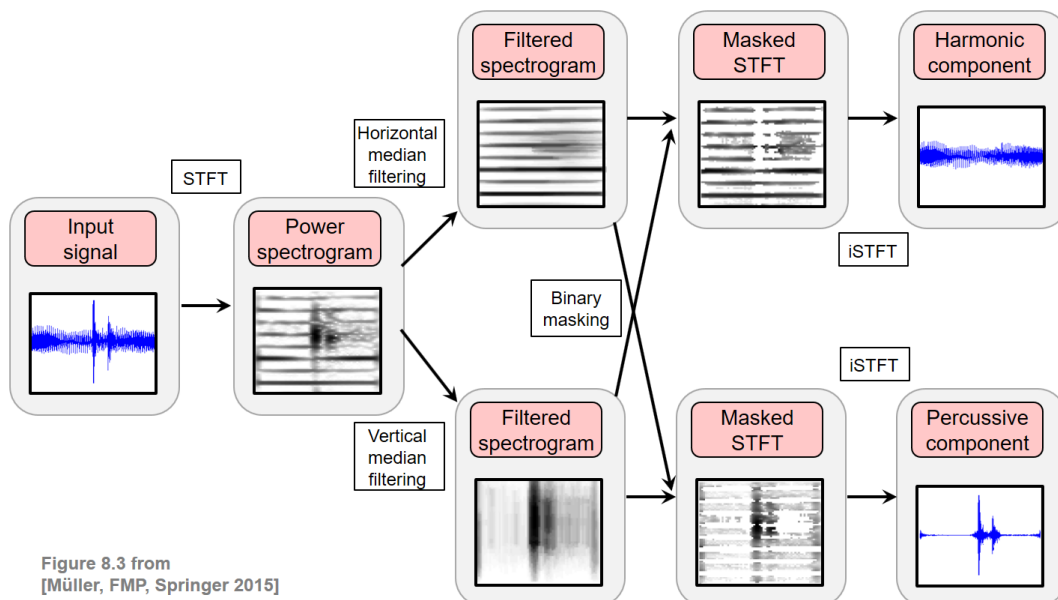 Filtered
spectrogram
Masked
STFT
Harmonic
component
Horizontal
median
filtering
STFT
Input
signal
Power
spectrogram
iSTFT
Binary
masking
iSTFT
Vertical
median
filtering
Filtered
spectrogram
Masked
STFT
Percussive
component
Figure 8.3 from
[Müller, FMP, Springer 2015]